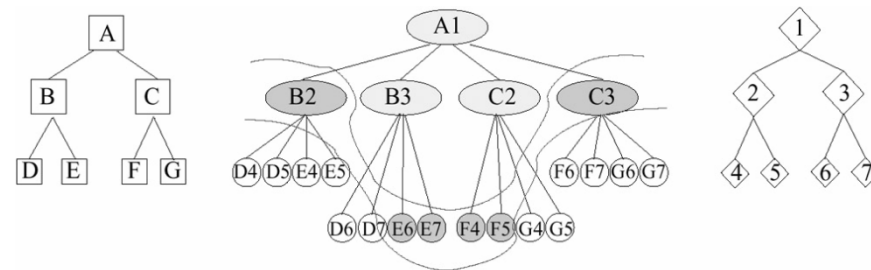 A A1 1
B C B2 B3 C2 C3 2 3
D E F G D4 D5 E4 E5 F6 F7 G6 G7 4 5 6 7
D6 D7 E6 E7 F4 F5 G4 G5